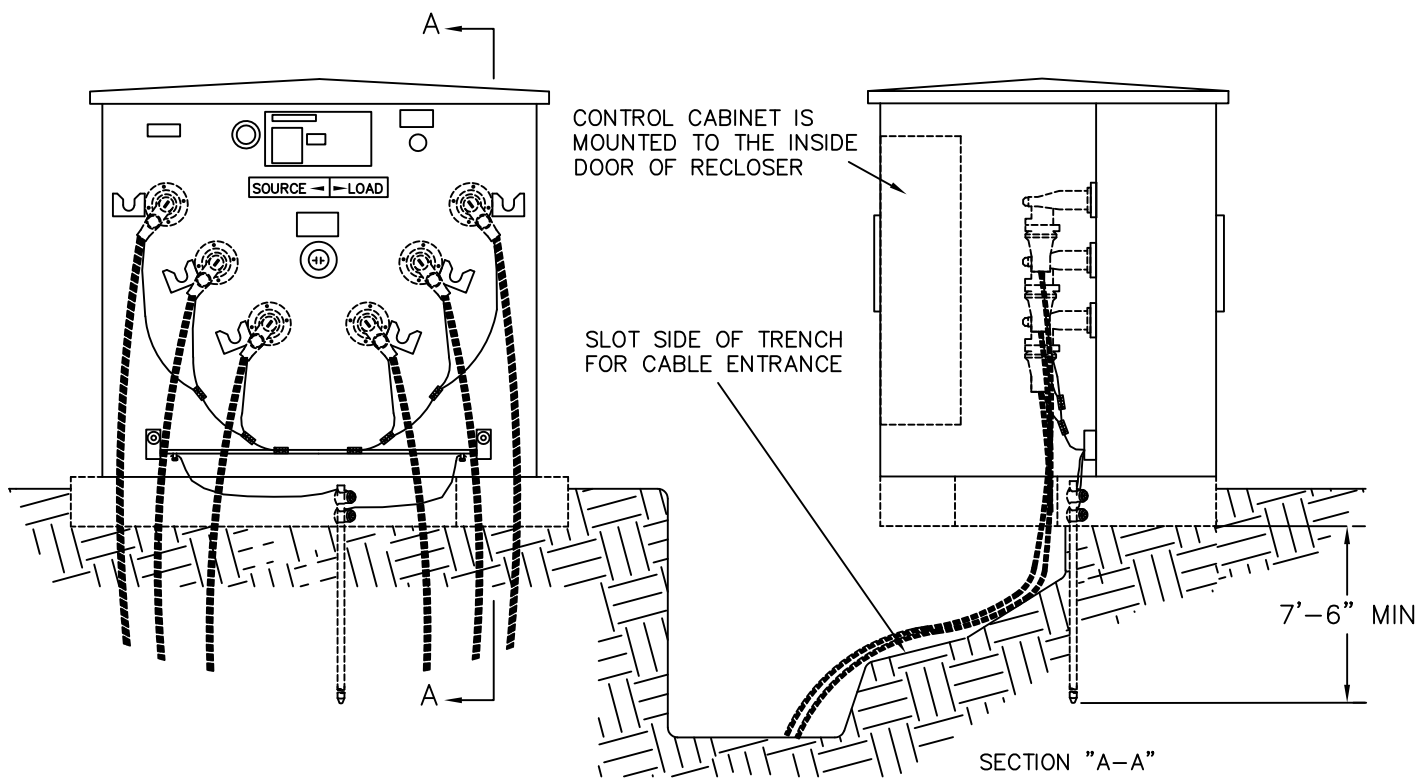 A
CONTROL CABINET IS
MOUNTED TO THE INSIDE
DOOR OF RECLOSER
SOURCE LOAD
SLOT SIDE OF TRENCH
FOR CABLE ENTRANCE
7'-6" MIN
A
SECTION "A-A"